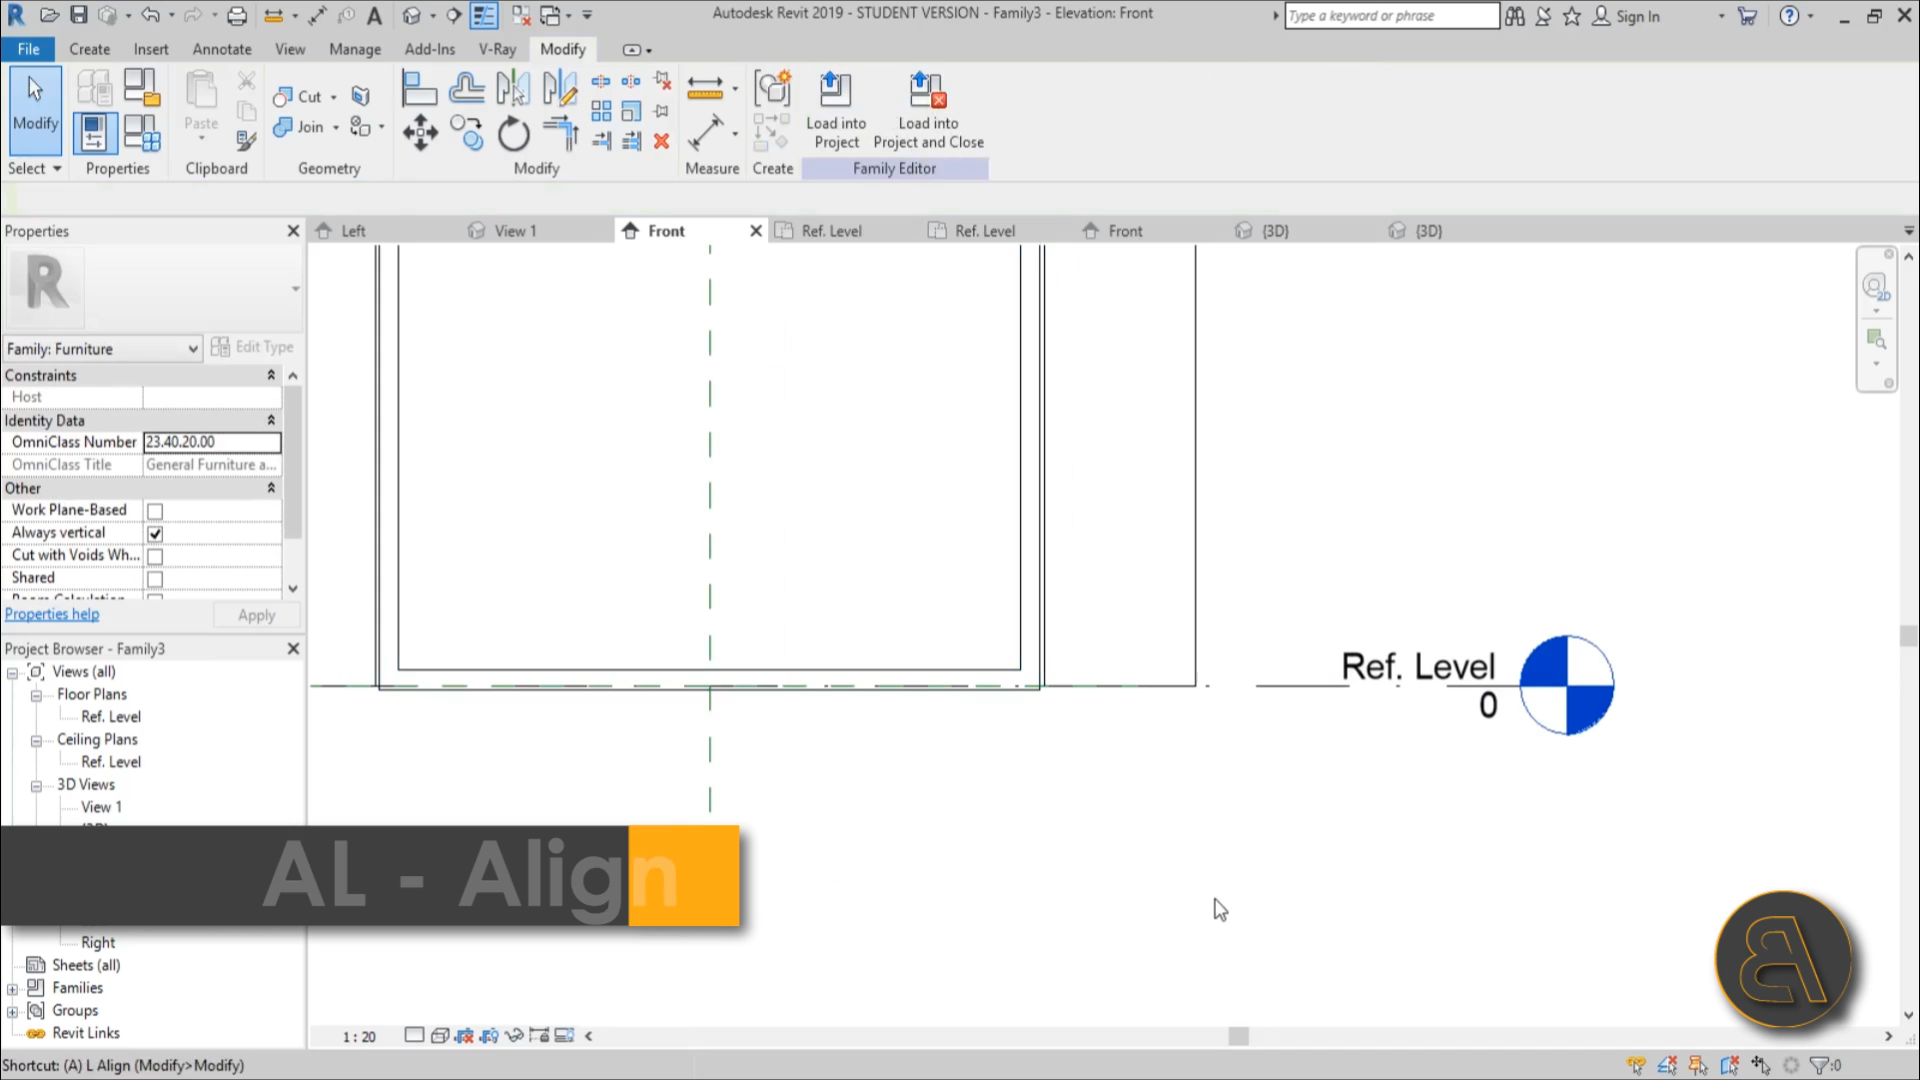 Autodesk Revit 2019 - STUDENT VERSION - Family3 - Elevation: Front
Type a keyword or phrase
Sign In
File Create Insert Annotate View Manage Add-Ins V-Ray Modify
Modify
Paste
Cut
Join
Load into Project
Load into Project and Close
Select Properties Clipboard Geometry Modify Measure Create Family Editor
Properties
Left View 1 Front Ref. Level Ref. Level Front {3D} {3D}
Family: Furniture
Edit Type
Constraints
Host
Identity Data
OmniClass Number 23.40.20.00
OmniClass Title General Furniture a...
Other
Work Plane-Based
Always vertical
Cut with Voids Wh...
Shared
Properties help
Apply
Project Browser - Family3
Views (all)
Floor Plans
Ref. Level
Ceiling Plans
Ref. Level
3D Views
View 1
Ref. Level
0
AL - Align
Right
Sheets (all)
Families
Groups
Revit Links
1 : 20
Shortcut: (A) L Align (Modify>Modify)
:0